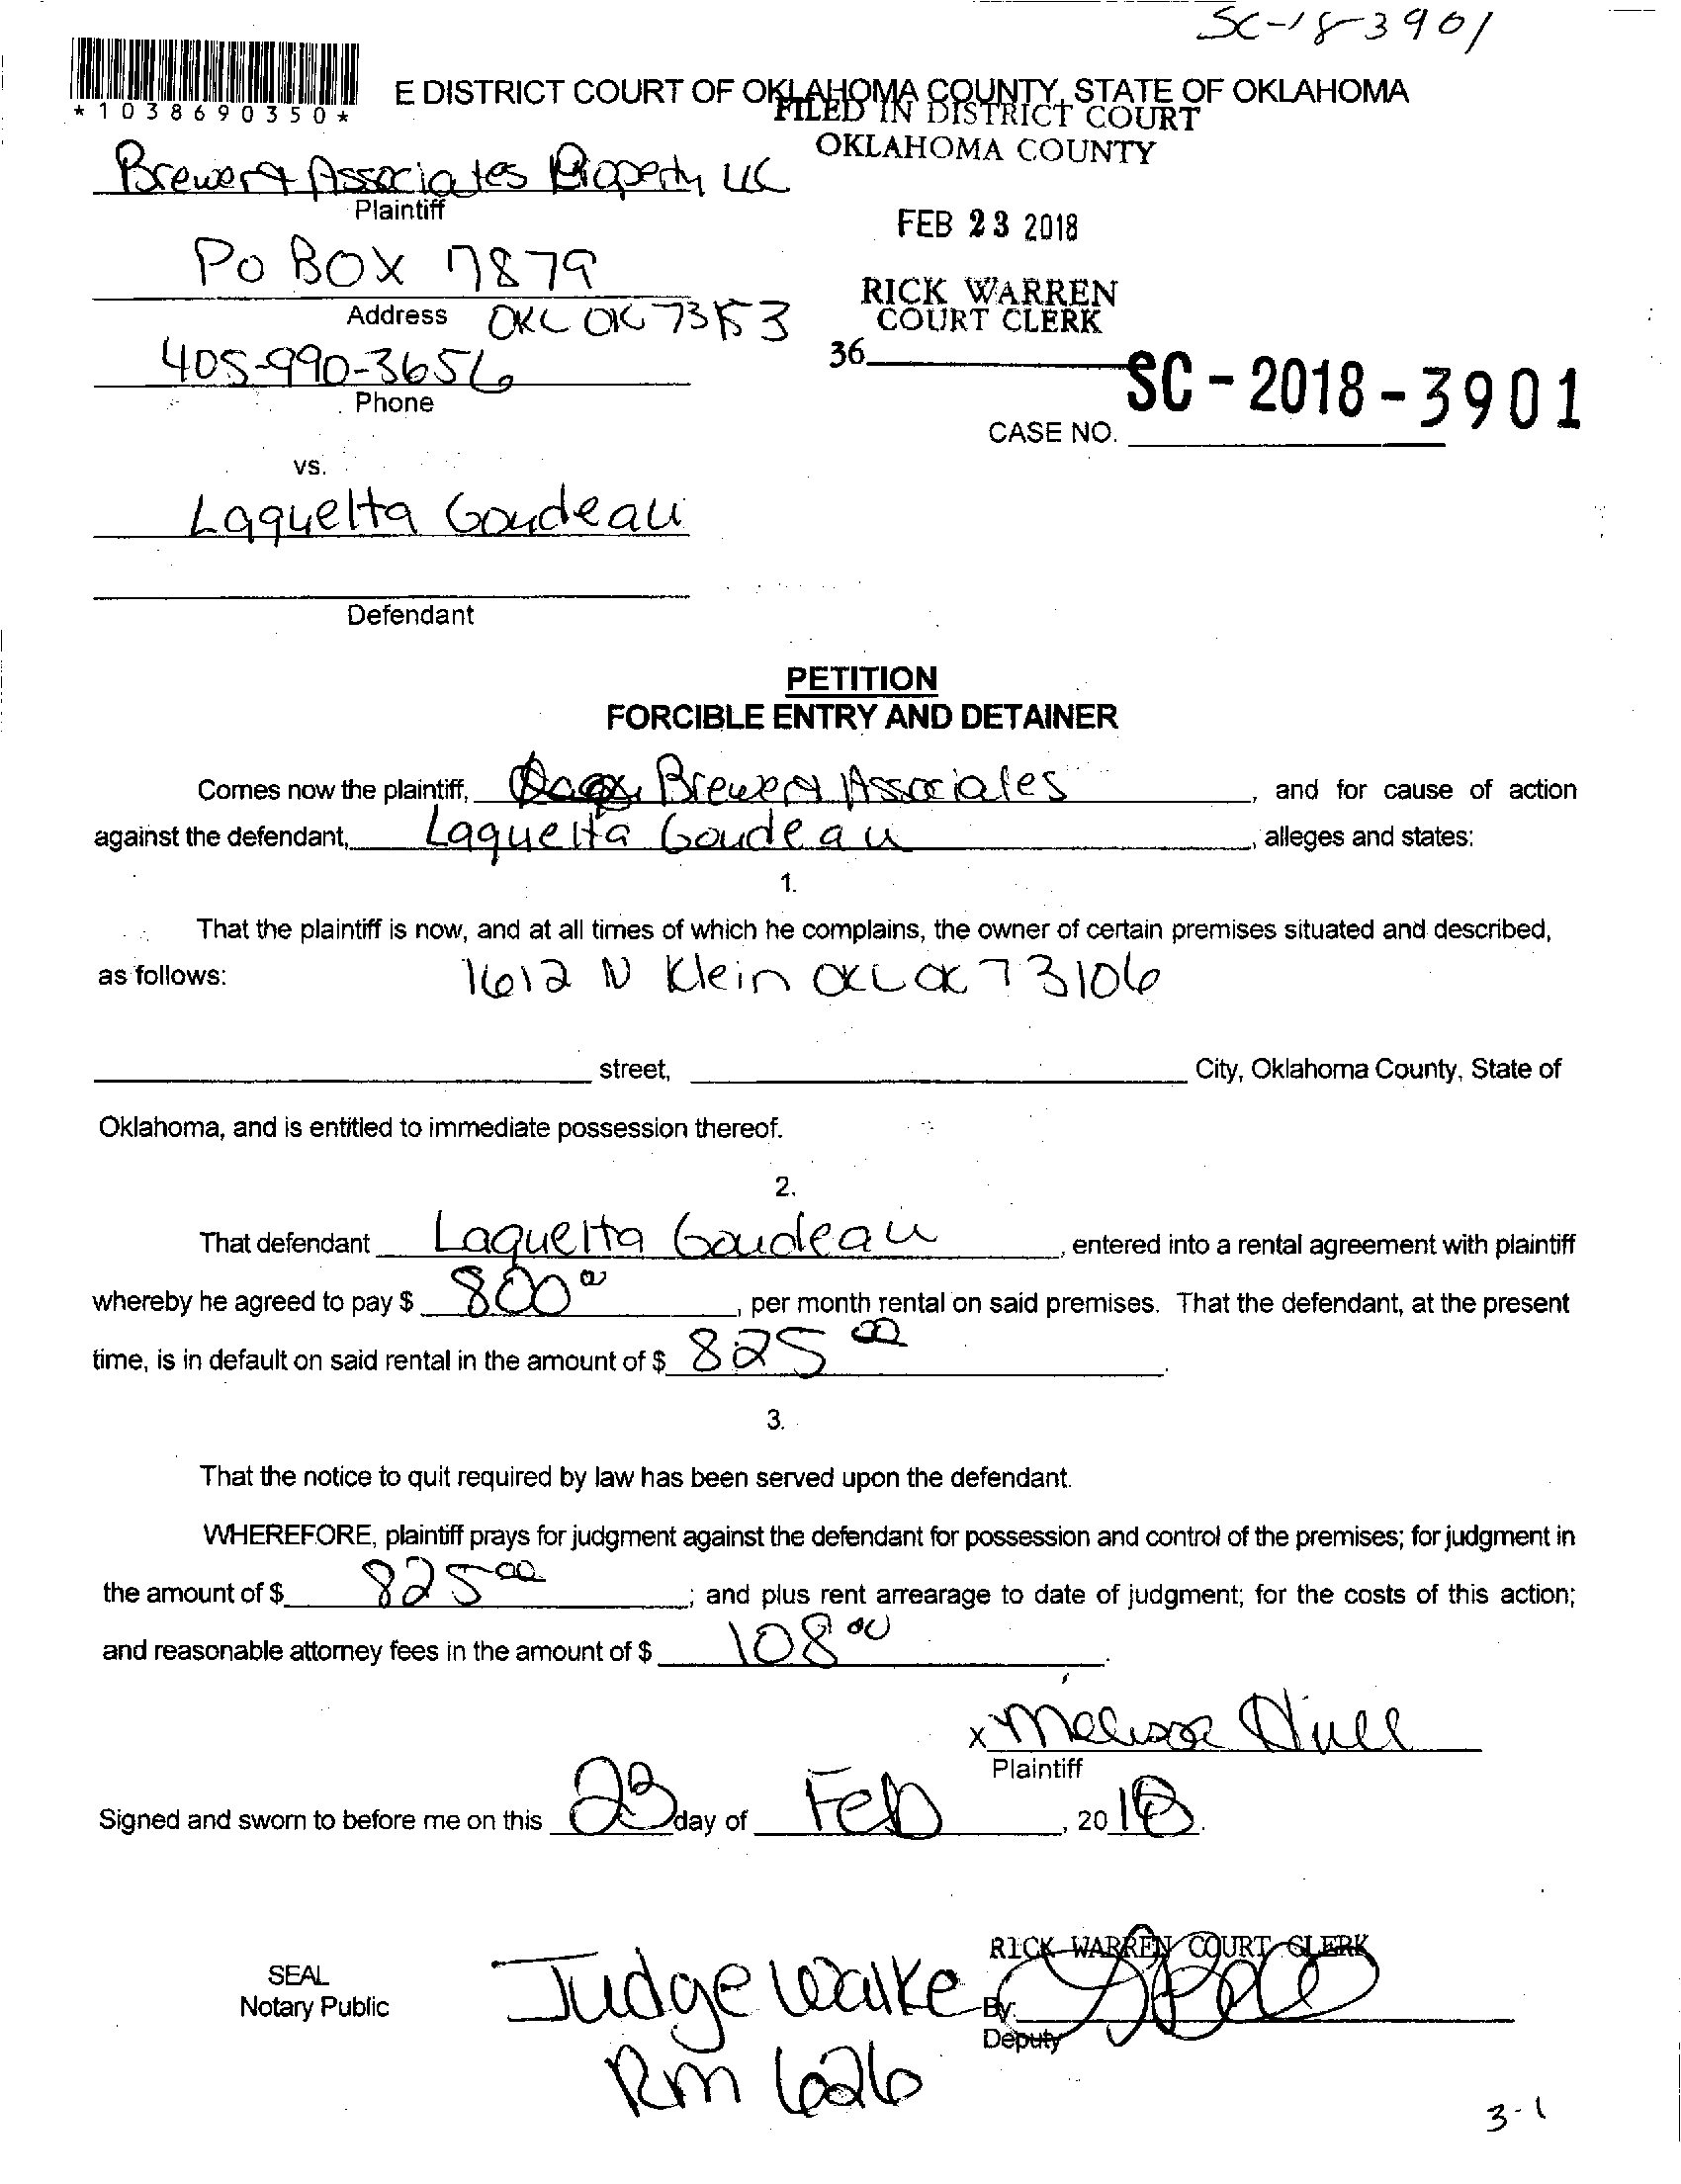 SC-18-3901
*1038690350*
E DISTRICT COURT OF OKLAHOMA COUNTY, STATE OF OKLAHOMA
FILED IN DISTRICT COURT
OKLAHOMA COUNTY
Brewer & Associates Property LLC
Plaintiff
FEB 23 2018
PO BOX 7879
RICK WARREN
COURT CLERK
Address OKC OK 73153
36
405-990-3656
Phone
SC-2018-3901
CASE NO.
vs.
Laquelta Goudeau
Defendant
PETITION
FORCIBLE ENTRY AND DETAINER
Comes now the plaintiff, Brewer & Associates, and for cause of action
against the defendant, Laquelta Goudeau, alleges and states:
1.
That the plaintiff is now, and at all times of which he complains, the owner of certain premises situated and described,
as follows: 1612 N Klein OKC OK 73106
street, City, Oklahoma County, State of
Oklahoma, and is entitled to immediate possession thereof.
2.
That defendant Laquelta Goudeau, entered into a rental agreement with plaintiff
whereby he agreed to pay $ 800 00, per month rental on said premises. That the defendant, at the present
time, is in default on said rental in the amount of $ 825 00.
3.
That the notice to quit required by law has been served upon the defendant.
WHEREFORE, plaintiff prays for judgment against the defendant for possession and control of the premises; for judgment in
the amount of $ 825 00; and plus rent arrearage to date of judgment; for the costs of this action;
and reasonable attorney fees in the amount of $ 108 00.
x Melissa Hull
Plaintiff
Signed and sworn to before me on this 23 day of Feb, 20 18.
RICK WARREN COURT CLERK
SEAL
Notary Public
Judge Walke
By:
Deputy
Rm 626
3-1